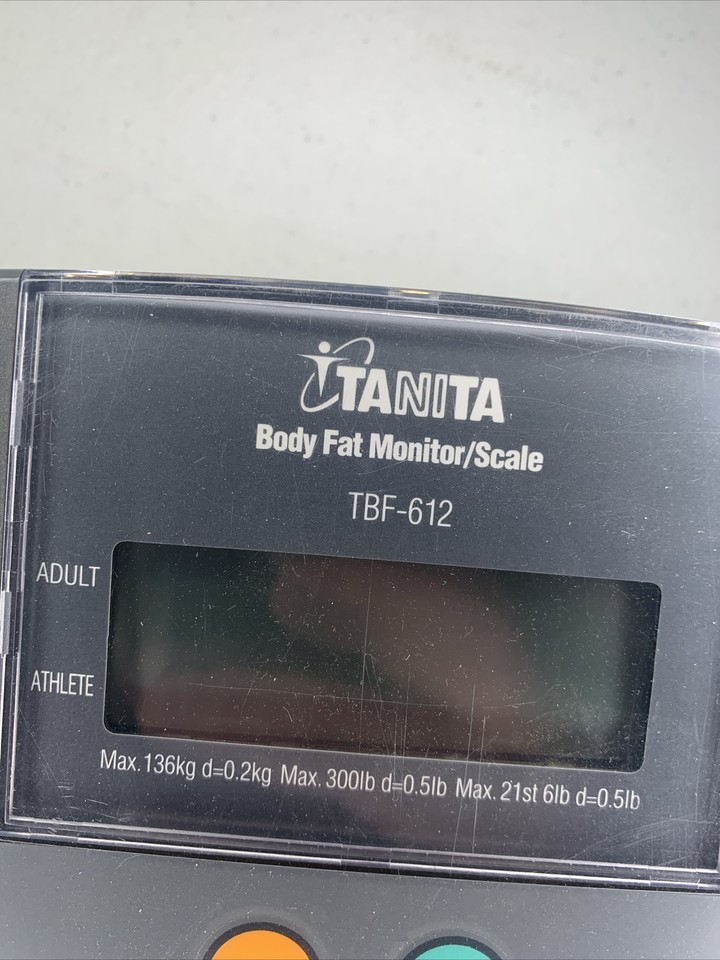 TANITA
Body Fat Monitor/Scale
TBF-612
ADULT
ATHLETE
Max.136kg d=0.2kg Max.300lb d=0.5lb Max.21st 6lb d=0.5lb